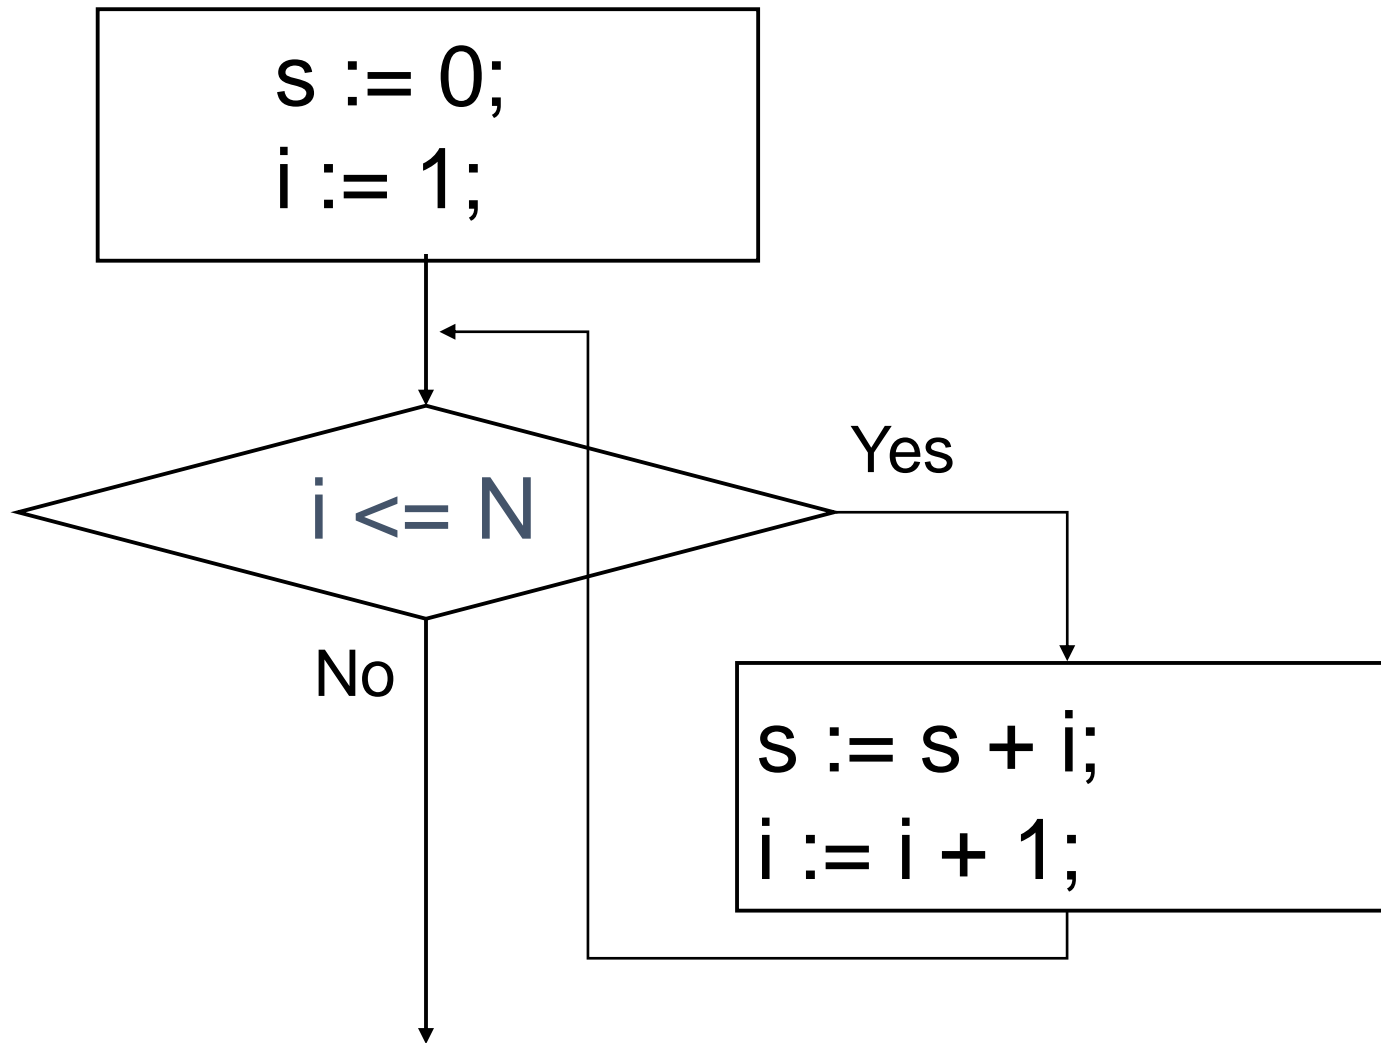 s := 0;
i := 1;
i <= N
Yes
No
s := s + i;
i := i + 1;